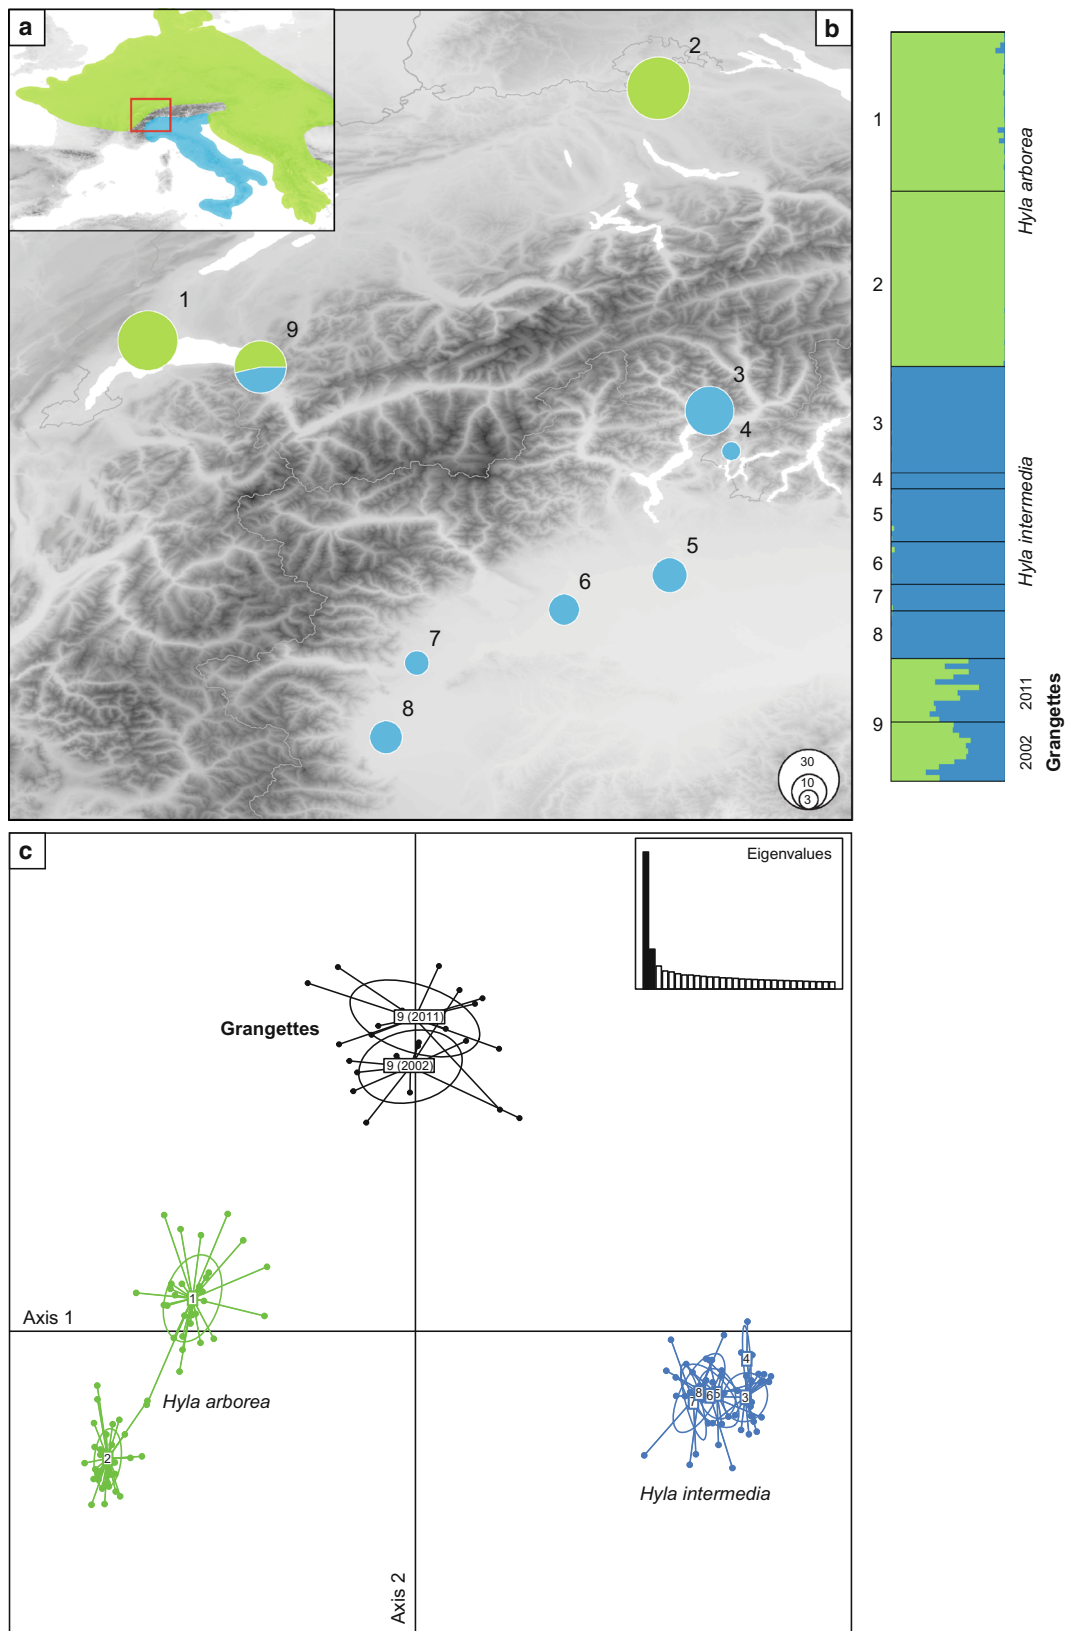 a
b
2
1
9
3
4
5
6
7
8
30
10
3
1
2
3
4
5
6
7
8
9
Hyla arborea
Hyla intermedia
2011
2002
Grangettes
c
Eigenvalues
9 (2011)
Grangettes
9 (2002)
1
Axis 1
Hyla arborea
2
4
8
6
5
3
7
Hyla intermedia
Axis 2